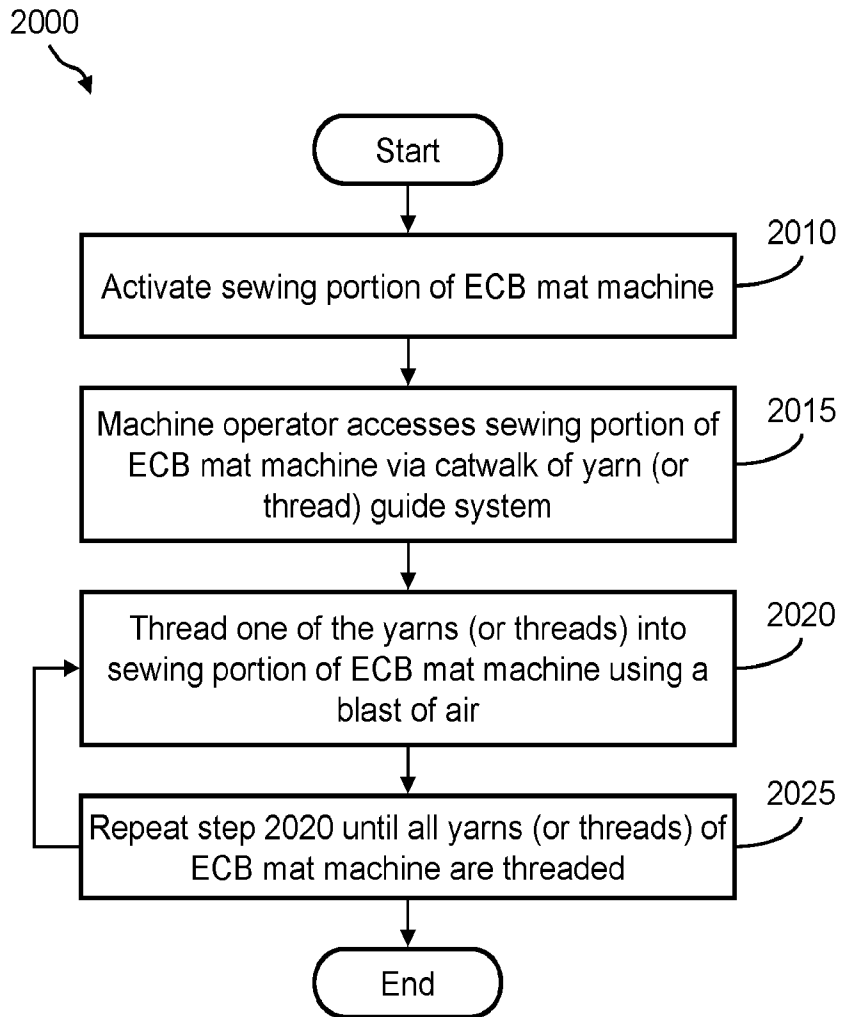 2000
Start
2010
Activate sewing portion of ECB mat machine
2015
Machine operator accesses sewing portion of
ECB mat machine via catwalk of yarn (or
thread) guide system
2020
Thread one of the yarns (or threads) into
sewing portion of ECB mat machine using a
blast of air
2025
Repeat step 2020 until all yarns (or threads) of
ECB mat machine are threaded
End